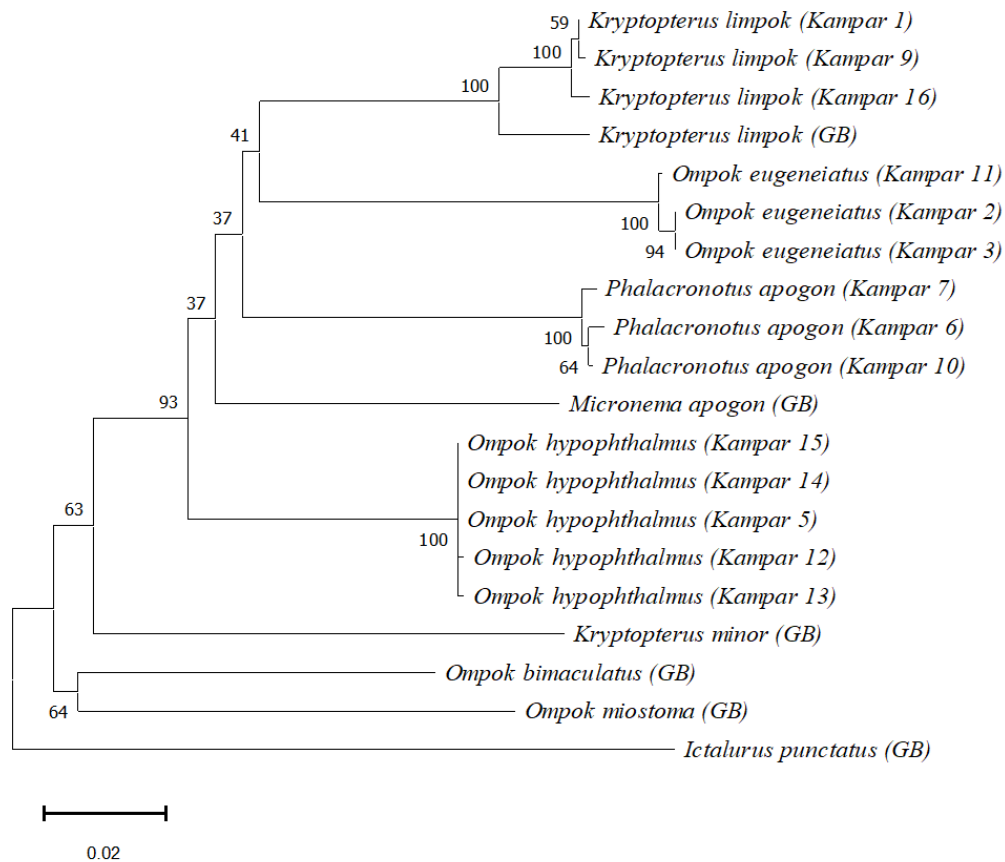 59 Kryptopterus limpok (Kampar 1)
100 Kryptopterus limpok (Kampar 9)
100 Kryptopterus limpok (Kampar 16)
41 Kryptopterus limpok (GB)
Ompok eugeneiatus (Kampar 11)
37 100 Ompok eugeneiatus (Kampar 2)
94 Ompok eugeneiatus (Kampar 3)
37 Phalacronotus apogon (Kampar 7)
100 Phalacronotus apogon (Kampar 6)
64 Phalacronotus apogon (Kampar 10)
93 Micronema apogon (GB)
Ompok hypophthalmus (Kampar 15)
Ompok hypophthalmus (Kampar 14)
63 Ompok hypophthalmus (Kampar 5)
100 Ompok hypophthalmus (Kampar 12)
Ompok hypophthalmus (Kampar 13)
Kryptopterus minor (GB)
Ompok bimaculatus (GB)
64 Ompok miostoma (GB)
Ictalurus punctatus (GB)
0.02